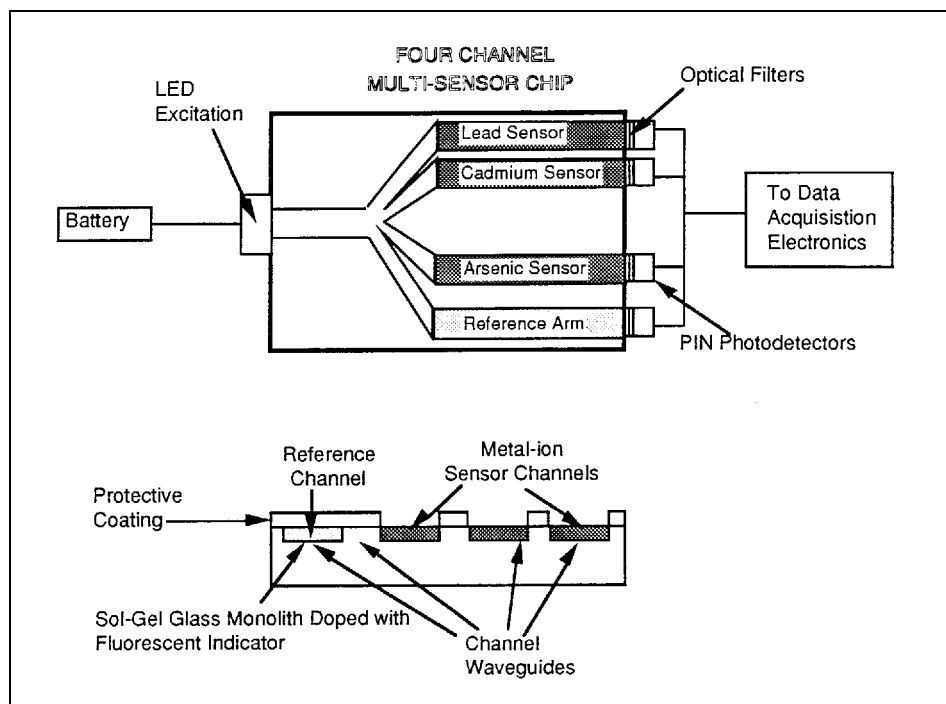 FOUR CHANNEL
MULTI-SENSOR CHIP
LED
Excitation
Optical Filters
Lead Sensor
Cadmium Sensor
Battery
To Data
Acquisistion
Electronics
Arsenic Sensor
Reference Arm
PIN Photodetectors
Reference
Channel
Metal-ion
Sensor Channels
Protective
Coating
Sol-Gel Glass Monolith Doped with
Fluorescent Indicator
Channel
Waveguides